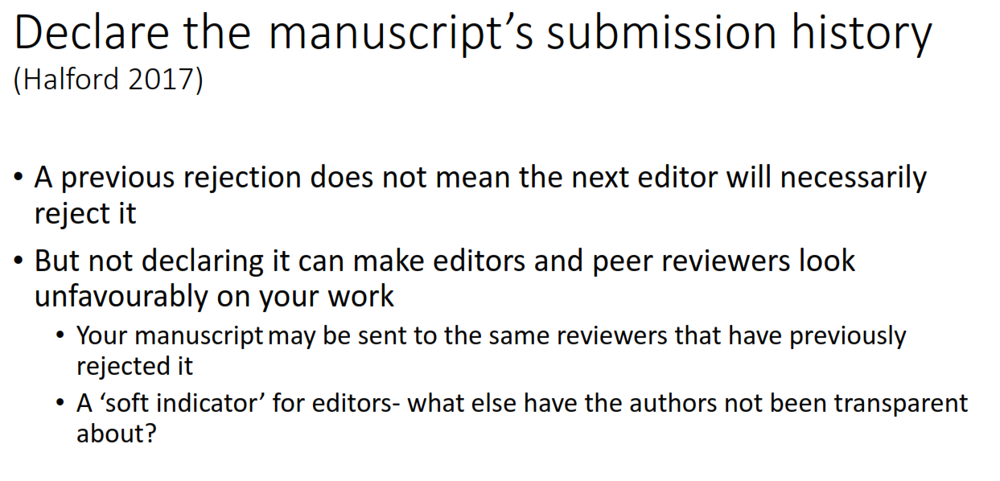 Declare the manuscript’s submission history
(Halford 2017)
• A previous rejection does not mean the next editor will necessarily
reject it
• But not declaring it can make editors and peer reviewers look
unfavourably on your work
• Your manuscript may be sent to the same reviewers that have previously
rejected it
• A ‘soft indicator’ for editors- what else have the authors not been transparent
about?